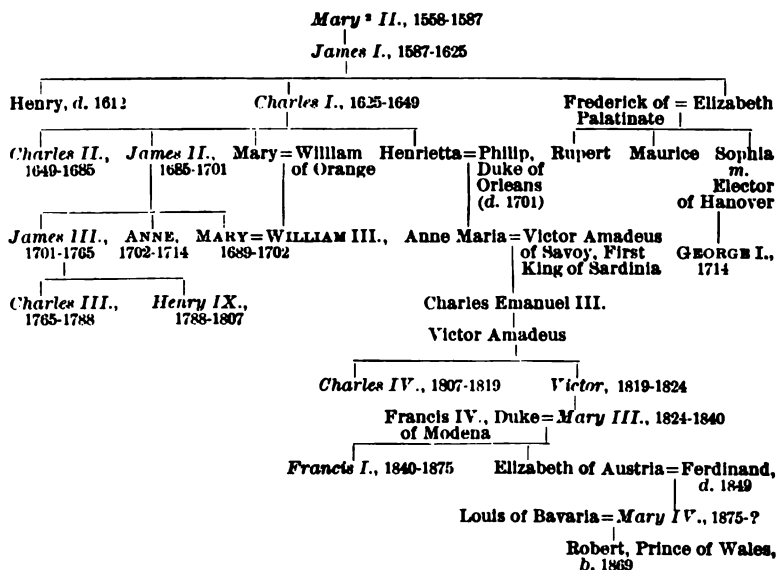 Mary² II., 1558-1587
James I., 1587-1625
Henry, d. 1612 Charles I., 1625-1649 Frederick of = Elizabeth
Palatinate
Charles II., James II., Mary=William Henrietta=Philip, Rupert Maurice Sophia
1649-1685 1685-1701 of Orange Duke of m.
Orleans Elector
(d. 1701) of Hanover
James III., ANNE, MARY=WILLIAM III., Anne Maria=Victor Amadeus GEORGE I.,
1701-1765 1702-1714 1689-1702 of Savoy, First 1714
King of Sardinia
Charles III., Henry IX., Charles Emanuel III.
1765-1788 1788-1807
Victor Amadeus
Charles IV., 1807-1819 Victor, 1819-1824
Francis IV., Duke=Mary III., 1824-1840
of Modena
Francis I., 1840-1875 Elizabeth of Austria=Ferdinand,
d. 1849
Louis of Bavaria=Mary IV., 1875-?
Robert, Prince of Wales,
b. 1869